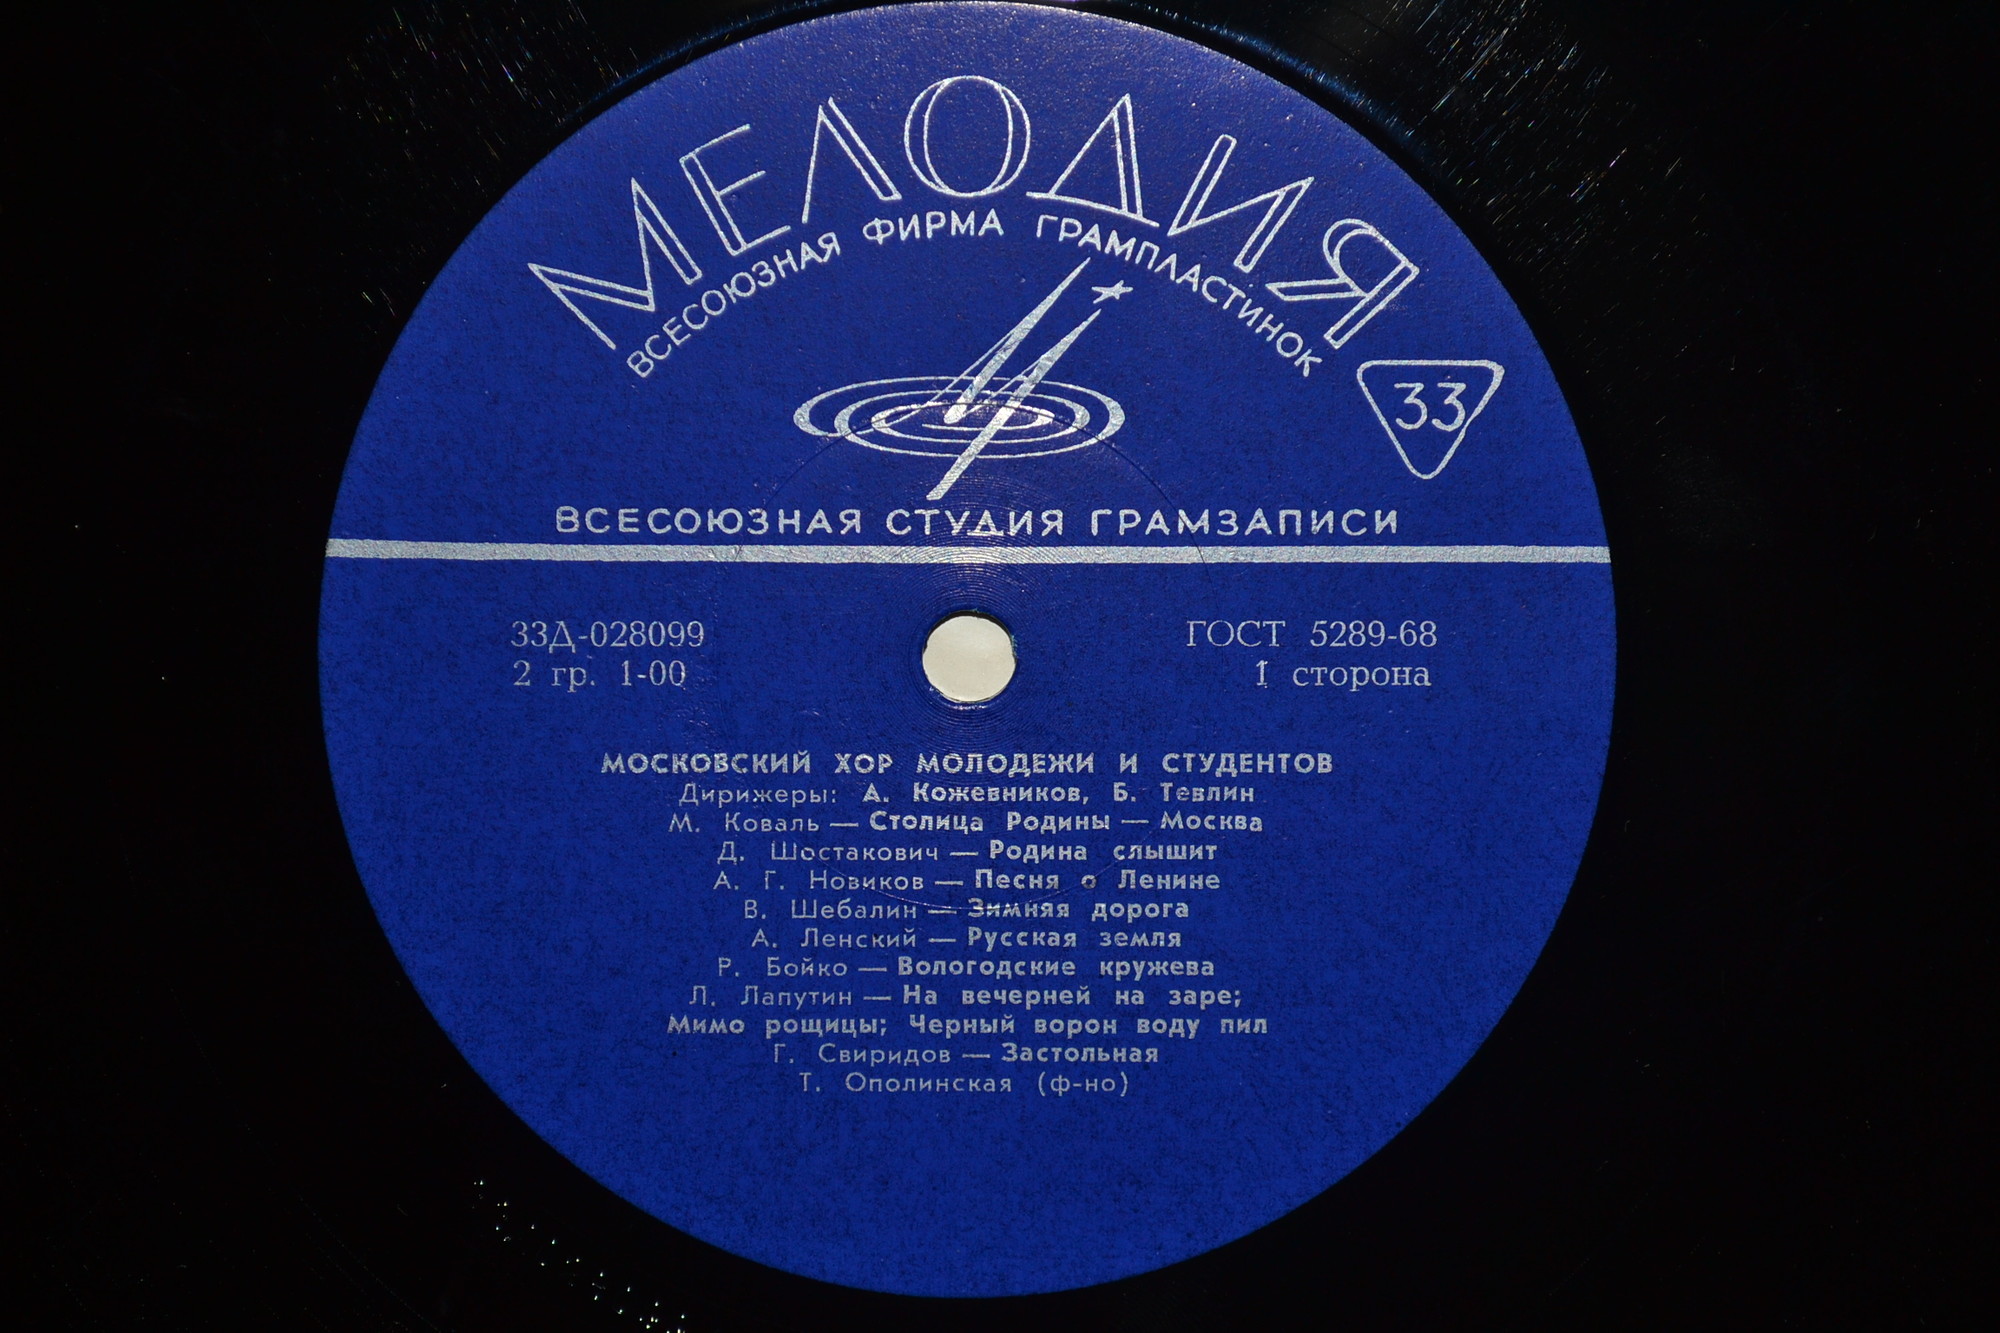 МЕЛОДИЯ
ВСЕСОЮЗНАЯ ФИРМА ГРАМПЛАСТИНОК
33
ВСЕСОЮЗНАЯ СТУДИЯ ГРАМЗАПИСИ
33Д-028099
2 гр. 1-00
ГОСТ 5289-68
1 сторона
МОСКОВСКИЙ ХОР МОЛОДЕЖИ И СТУДЕНТОВ
Дирижеры: А. Кожевников, Б. Тевлин
М. Коваль — Столица Родины — Москва
Д. Шостакович — Родина слышит
А. Г. Новиков — Песня о Ленине
В. Шебалин — Зимняя дорога
А. Ленский — Русская земля
Р. Бойко — Вологодские кружева
Л. Лапутин — На вечерней на заре;
Мимо рощицы; Черный ворон воду пил
Г. Свиридов — Застольная
Т. Ополинская (ф-но)